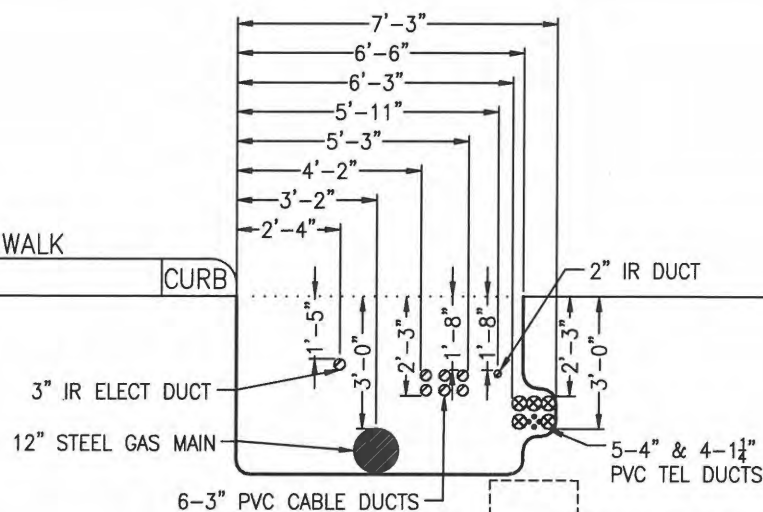 7'-3"
6'-6"
6'-3"
5'-11"
5'-3"
4'-2"
3'-2"
2'-4"
WALK
CURB
2" IR DUCT
1'-5"
3'-0"
2'-3"
1'-8"
1'-8"
2'-3"
3'-0"
3" IR ELECT DUCT
12" STEEL GAS MAIN
5-4" & 4-1¼"
PVC TEL DUCTS
6-3" PVC CABLE DUCTS